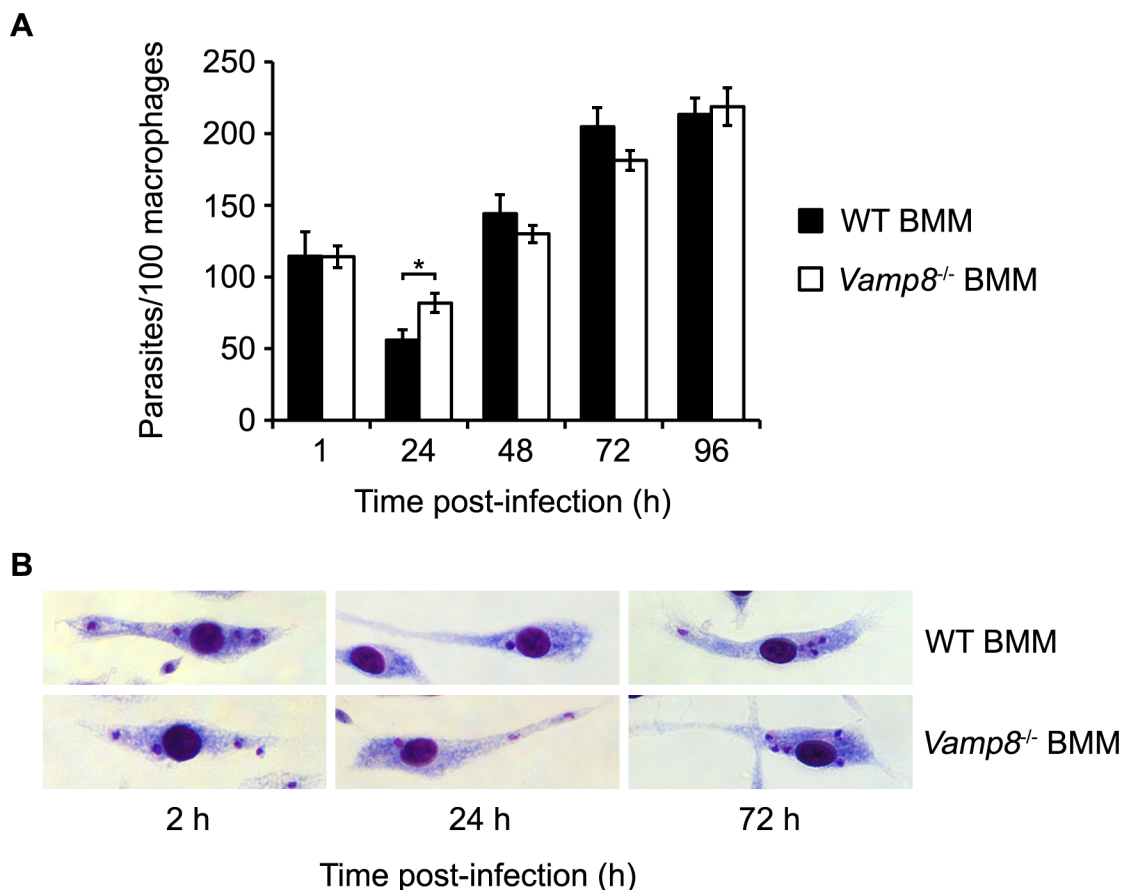 A
Parasites/100 macrophages
250
200
150
100
50
0
*
1 24 48 72 96
Time post-infection (h)
WT BMM
Vamp8-/- BMM
B
WT BMM
Vamp8-/- BMM
2 h 24 h 72 h
Time post-infection (h)